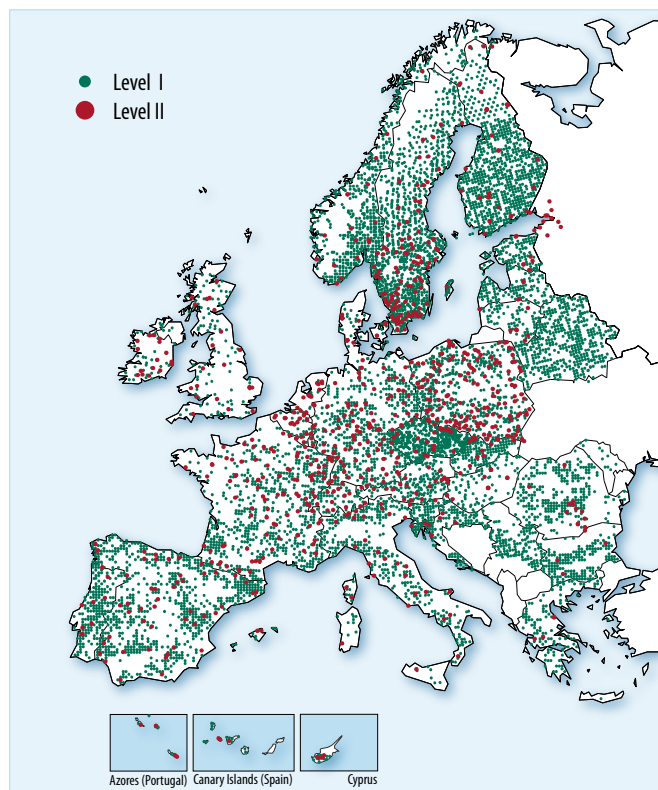 Level I
Level II
Azores (Portugal)
Canary Islands (Spain)
Cyprus